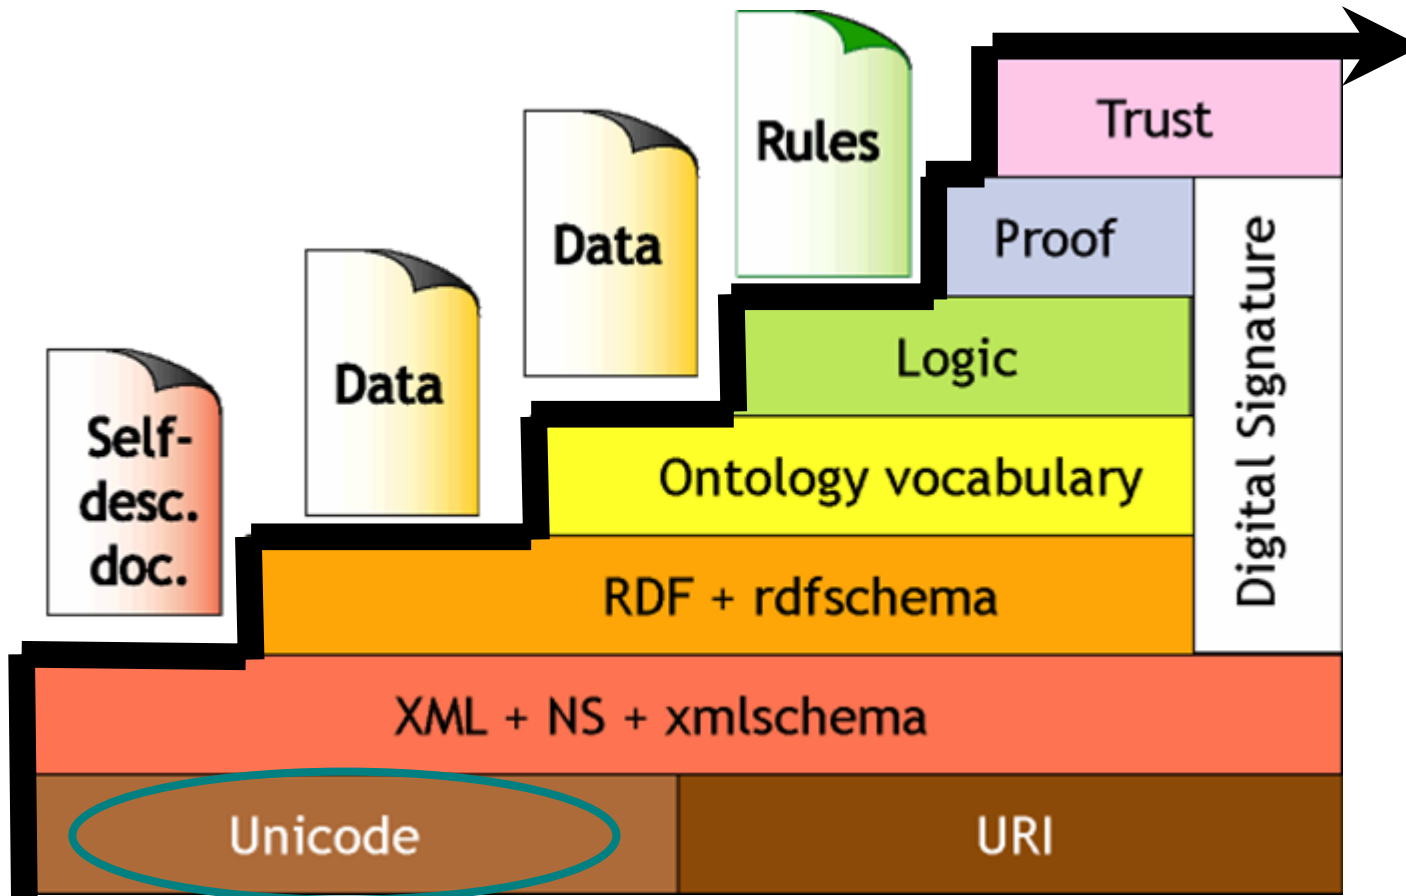 Rules
Trust
Data
Proof
Data
Logic
Digital Signature
Self-
desc.
doc.
Ontology vocabulary
RDF + rdfschema
XML + NS + xmlschema
Unicode
URI